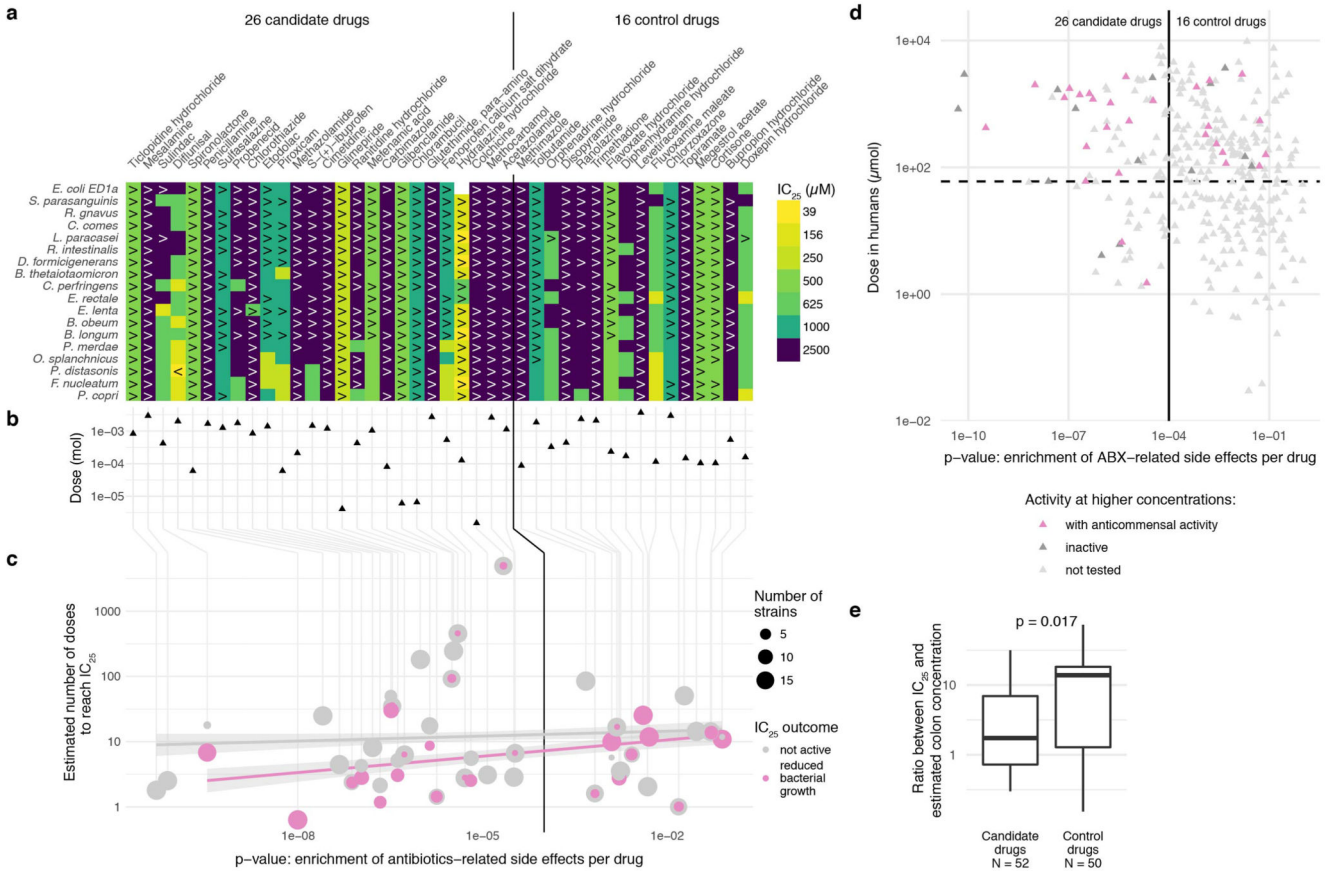 a
26 candidate drugs
16 control drugs
Ticlopidine hydrochloride
Mesalamine
Sulindac
Diflunisal
Spironolactone
Penicillamine
Sulfasalazine
Probenecid
Chlorothiazide
Etodolac
Piroxicam
Methazolamide
S−(+)−ibuprofen
Cimetidine
Glimepiride
Ranitidine hydrochloride
Mefenamic acid
Carbimazole
Glibenclamide
Chlorambucil
Glutethimide, para−amino
Fenoprofen calcium salt dihydrate
Hydralazine hydrochloride
Colchicine
Methocarbamol
Acetazolamide
Methimazole
Tolbutamide
Orphenadrine hydrochloride
Disopyramide
Ranolazine
Trimethadione
Flavoxate hydrochloride
Diphenidol hydrochloride
Levetiracetam
Fluvoxamine maleate
Chlorzoxazone
Topiramate
Megestrol acetate
Cortisone
Bupropion hydrochloride
Doxepin hydrochloride
E. coli ED1a
S. parasanguinis
R. gnavus
C. comes
L. paracasei
R. intestinalis
D. formicigenerans
B. thetaiotaomicron
C. perfringens
E. rectale
E. lenta
B. obeum
B. longum
P. merdae
O. splanchnicus
P. distasonis
F. nucleatum
P. copri
IC25 (µM)
39
156
250
500
625
1000
2500
b
Dose (mol)
1e−03
1e−04
1e−05
c
Estimated number of doses
to reach IC25
1000
100
10
1
1e−08
1e−05
1e−02
p−value: enrichment of antibiotics−related side effects per drug
Number of
strains
5
10
15
IC25 outcome
not active
reduced
bacterial
growth
d
26 candidate drugs
16 control drugs
Dose in humans (µmol)
1e+04
1e+02
1e+00
1e−02
1e−10
1e−07
1e−04
1e−01
p−value: enrichment of ABX−related side effects per drug
Activity at higher concentrations:
with anticommensal activity
inactive
not tested
e
p = 0.017
Ratio between IC25 and
estimated colon concentration
10
1
Candidate
drugs
N = 52
Control
drugs
N = 50